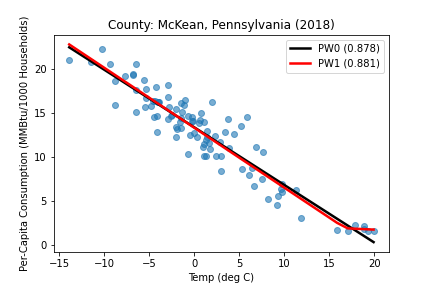 County: McKean, Pennsylvania (2018)
Per-Capita Consumption (MMBtu/1000 Households)
20
15
10
5
0
PW0 (0.878)
PW1 (0.881)
−15 −10 −5 0 5 10 15 20
Temp (deg C)